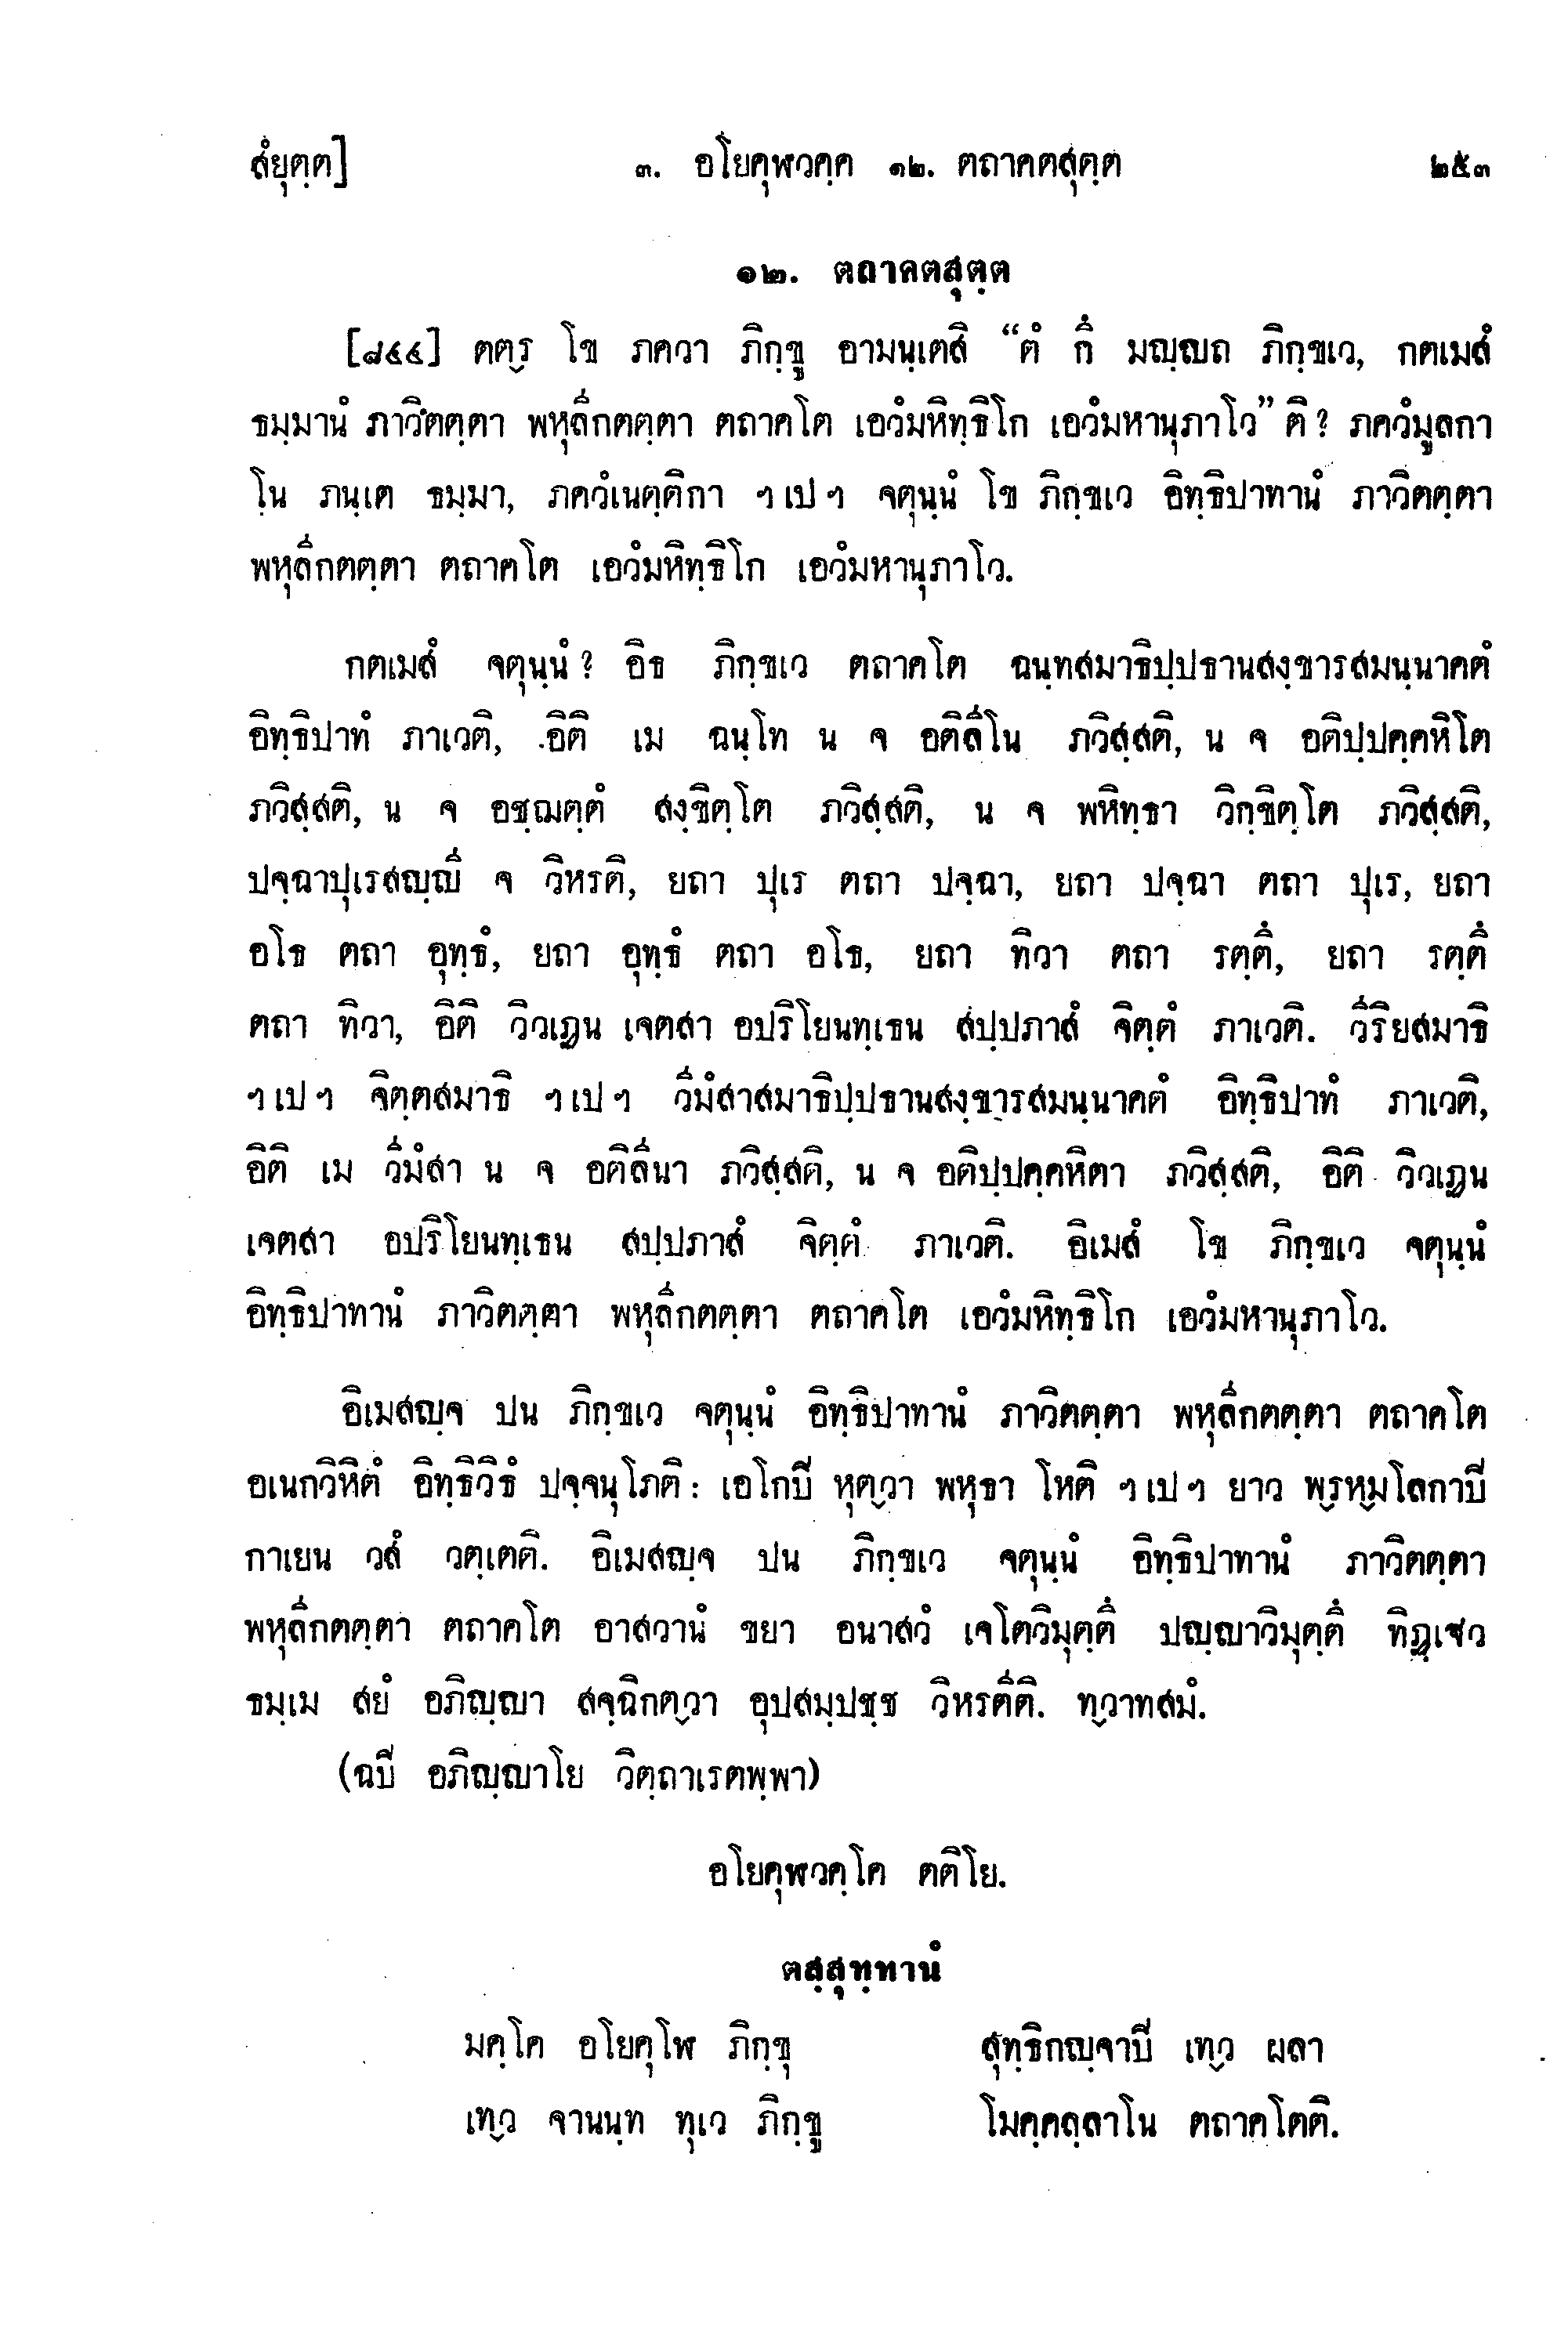 สํยุตฺต]	๓. อโยคุฬวคฺค ๑๒. ตถาคตสุตฺต	๒๕๓
๑๒. ตถาคตสุตฺต
[๘๔๔] ตตฺร โข ภควา ภิกฺขู อามนฺเตสิ “ตํ กึ มญฺญถ ภิกฺขเว, กตเมสํ
ธมฺมานํ ภาวิตตฺตา พหุลีกตตฺตา ตถาคโต เอวํมหิทฺธิโก เอวํมหานุภาโว” ติ? ภควํมูลกา
โน ภนฺเต ธมฺมา, ภควํเนตฺติกา ฯเปฯ จตุนฺนํ โข ภิกฺขเว อิทฺธิปาทานํ ภาวิตตฺตา
พหุลีกตตฺตา ตถาคโต เอวํมหิทฺธิโก เอวํมหานุภาโว.
กตเมสํ จตุนฺนํ? อิธ ภิกฺขเว ตถาคโต ฉนฺทสมาธิปฺปธานสงฺขารสมนฺนาคตํ
อิทฺธิปาทํ ภาเวติ, อิติ เม ฉนฺโท น จ อติลีโน ภวิสฺสติ, น จ อติปฺปคฺคหิโต
ภวิสฺสติ, น จ อชฺฌตฺตํ สงฺขิตฺโต ภวิสฺสติ, น จ พหิทฺธา วิกฺขิตฺโต ภวิสฺสติ,
ปจฺฉาปุเรสญฺญี จ วิหรติ, ยถา ปุเร ตถา ปจฺฉา, ยถา ปจฺฉา ตถา ปุเร, ยถา
อโธ ตถา อุทฺธํ, ยถา อุทฺธํ ตถา อโธ, ยถา ทิวา ตถา รตฺตึ, ยถา รตฺตึ
ตถา ทิวา, อิติ วิวเฏน เจตสา อปริโยนทฺเธน สปฺปภาสํ จิตฺตํ ภาเวติ. วีริยสมาธิ
ฯเปฯ จิตฺตสมาธิ ฯเปฯ วีมํสาสมาธิปฺปธานสงฺขารสมนฺนาคตํ อิทฺธิปาทํ ภาเวติ,
อิติ เม วีมํสา น จ อติลีนา ภวิสฺสติ, น จ อติปฺปคฺคหิตา ภวิสฺสติ, อิติ วิวเฏน
เจตสา อปริโยนทฺเธน สปฺปภาสํ จิตฺตํ ภาเวติ. อิเมสํ โข ภิกฺขเว จตุนฺนํ
อิทฺธิปาทานํ ภาวิตตฺตา พหุลีกตตฺตา ตถาคโต เอวํมหิทฺธิโก เอวํมหานุภาโว.
อิเมสญฺจ ปน ภิกฺขเว จตุนฺนํ อิทฺธิปาทานํ ภาวิตตฺตา พหุลีกตตฺตา ตถาคโต
อเนกวิหิตํ อิทฺธิวิธํ ปจฺจนุโภติ: เอโกปิ หุตฺวา พหุธา โหติ ฯเปฯ ยาว พฺรหฺมโลกาปิ
กาเยน วสํ วตฺเตติ. อิเมสญฺจ ปน ภิกฺขเว จตุนฺนํ อิทฺธิปาทานํ ภาวิตตฺตา
พหุลีกตตฺตา ตถาคโต อาสวานํ ขยา อนาสวํ เจโตวิมุตฺตึ ปญฺญาวิมุตฺตึ ทิฏฺเฐว
ธมฺเม สยํ อภิญฺญา สจฺฉิกตฺวา อุปสมฺปชฺช วิหรตีติ. ทฺวาทสมํ.
(ฉปิ อภิญฺญาโย วิตฺถาเรตพฺพา)
อโยคุฬวคฺโค ตติโย.
ตสฺสุทฺทานํ
มคฺโค อโยคุโฬ ภิกฺขุ	สุทฺธิกญฺจาปิ เทฺว ผลา
เทฺว จานนฺท ทุเว ภิกฺขู	โมคฺคลฺลาโน ตถาคโตติ.